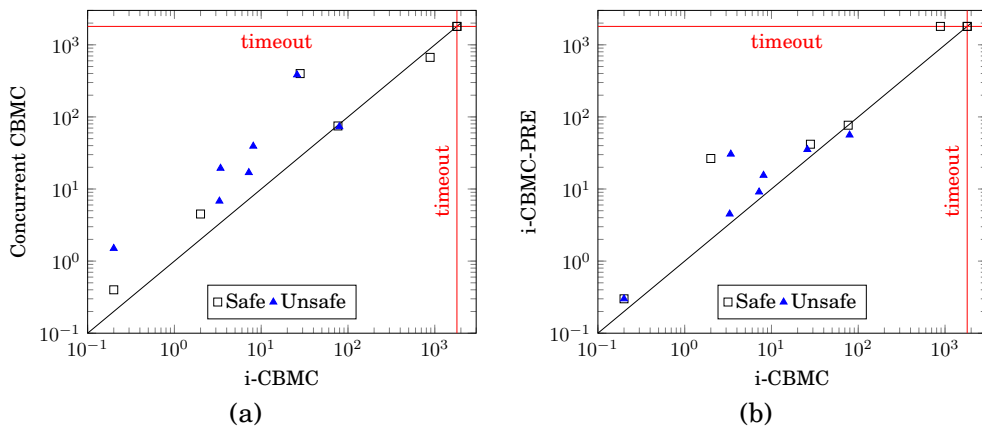 10^3
10^2
10^1
10^0
10^-1
Concurrent CBMC
timeout
timeout
Safe Unsafe
10^-1 10^0 10^1 10^2 10^3
i-CBMC
(a)
10^3
10^2
10^1
10^0
10^-1
i-CBMC-PRE
timeout
timeout
Safe Unsafe
10^-1 10^0 10^1 10^2 10^3
i-CBMC
(b)